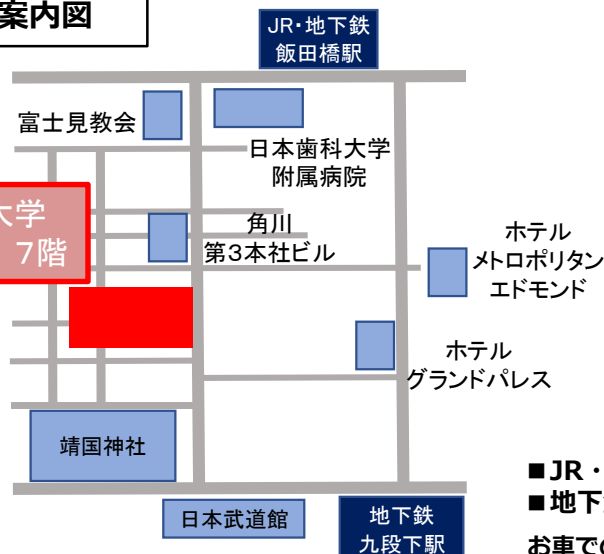 案内図
JR・地下鉄
飯田橋駅
富士見教会
日本歯科大学
附属病院
大学
7階
角川
第3本社ビル
ホテル
メトロポリタン
エドモンド
ホテル
グランドパレス
靖国神社
■JR・
■地下
日本武道館
地下鉄
九段下駅
お車での